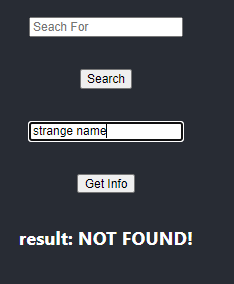 Seach For
Search
strange name
Get Info
result: NOT FOUND!